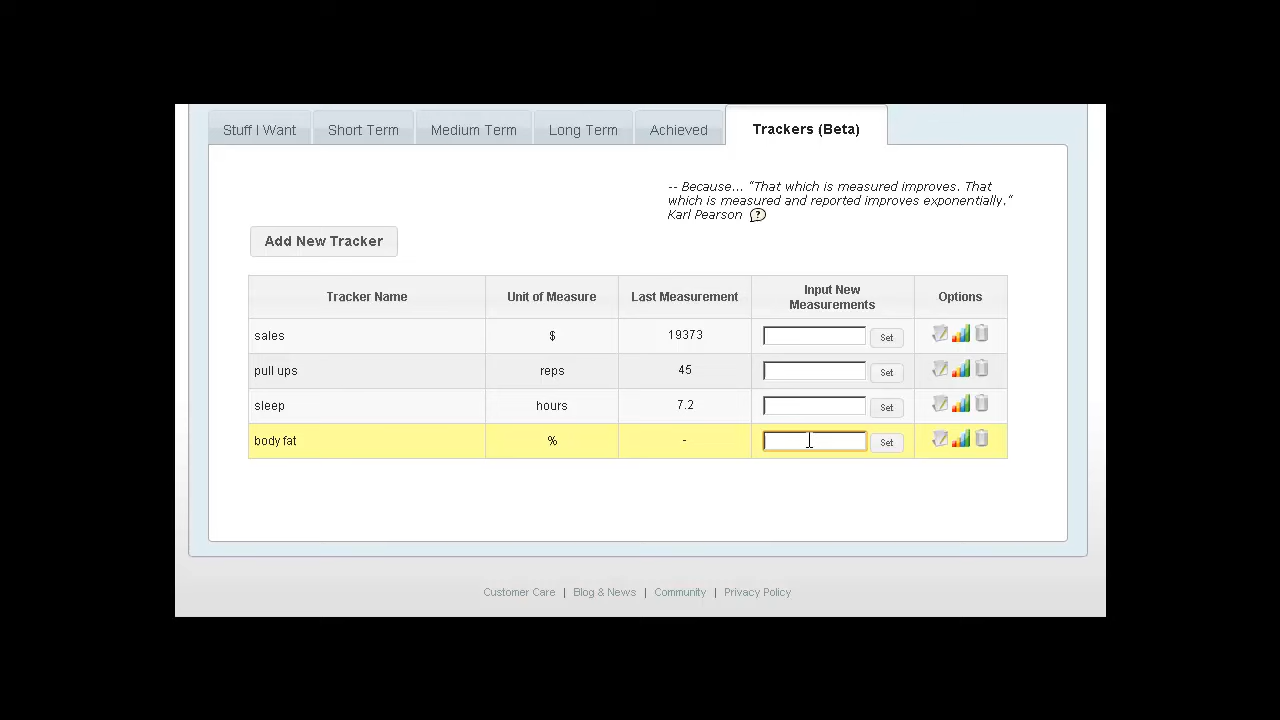 Stuff I Want Short Term Medium Term Long Term Achieved Trackers (Beta)
-- Because... "That which is measured improves. That
which is measured and reported improves exponentially."
Karl Pearson ?
Add New Tracker
Tracker Name Unit of Measure Last Measurement Input New Measurements Options
sales $ 19373 Set
pull ups reps 45 Set
sleep hours 7.2 Set
body fat % - Set
Customer Care | Blog & News | Community | Privacy Policy